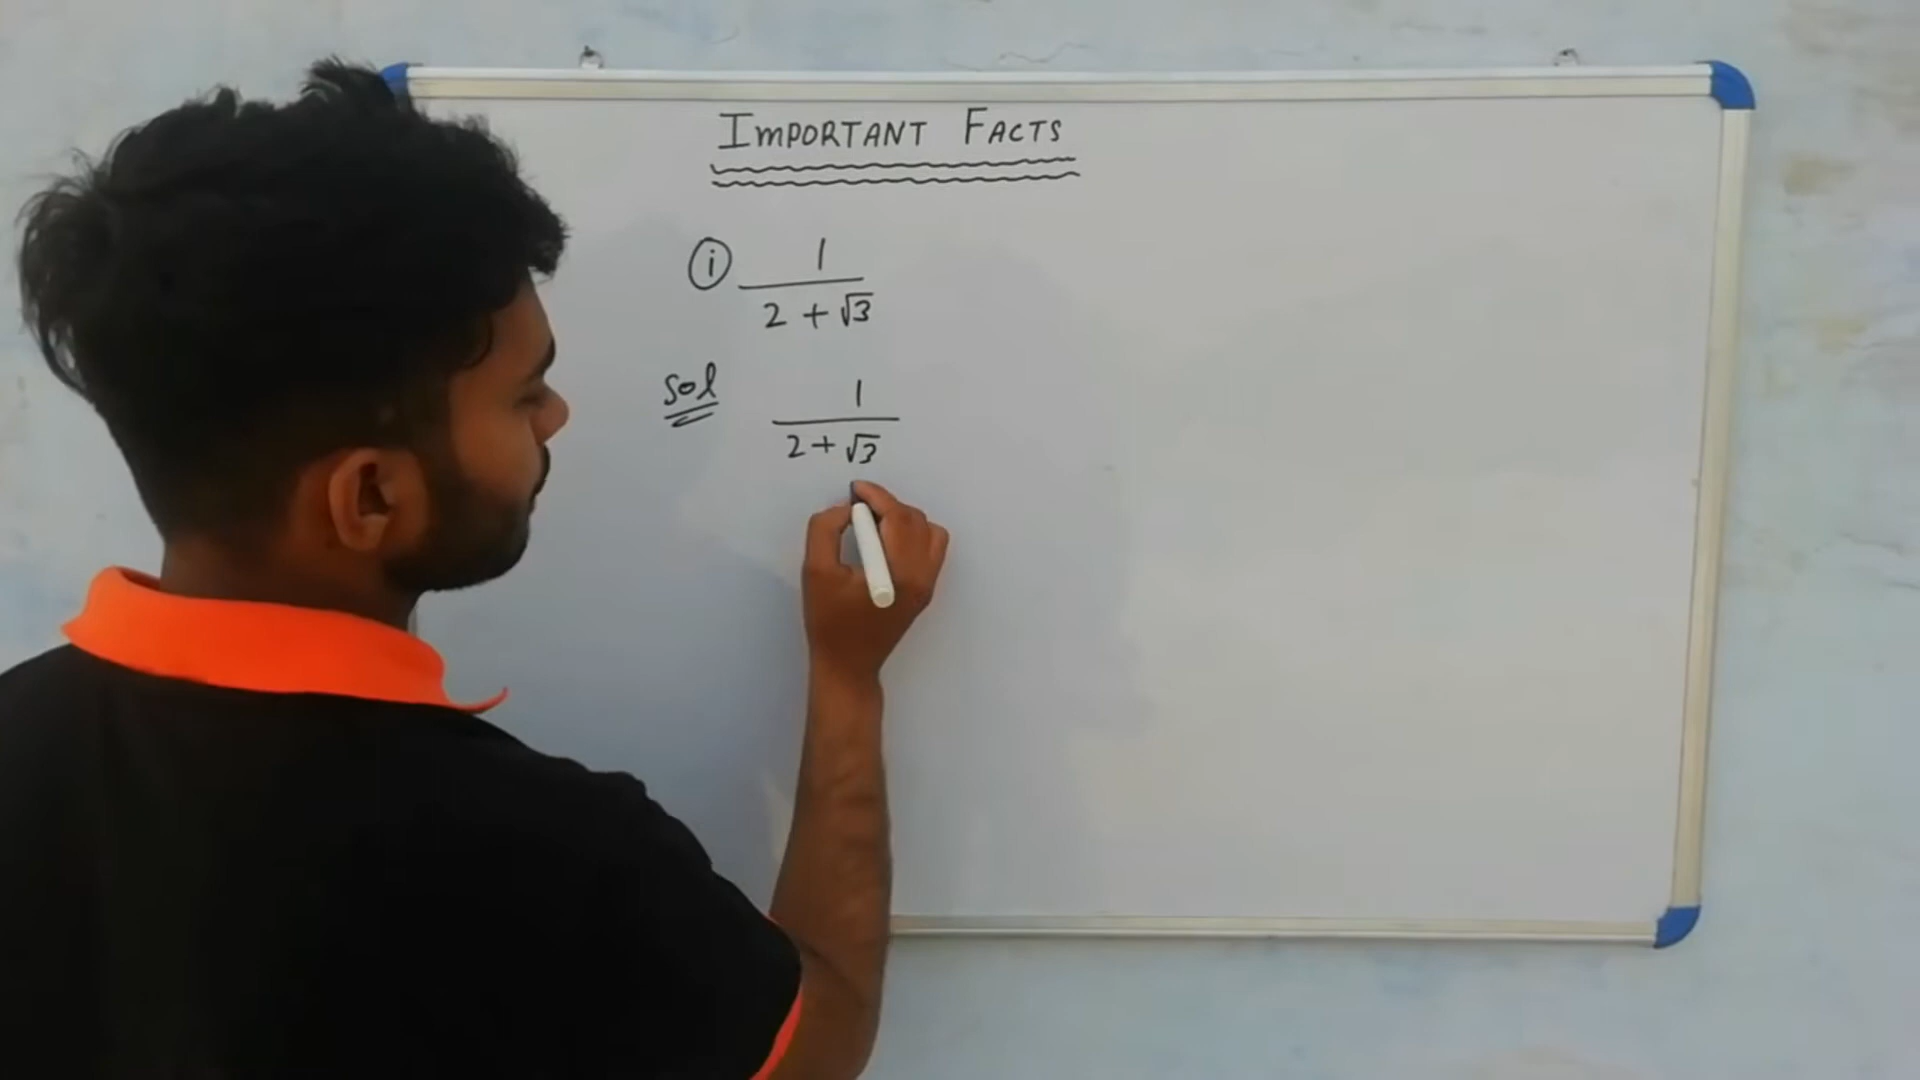 IMPORTANT FACTS
(i) 1
2 + √3
Sol 1
2 + √3